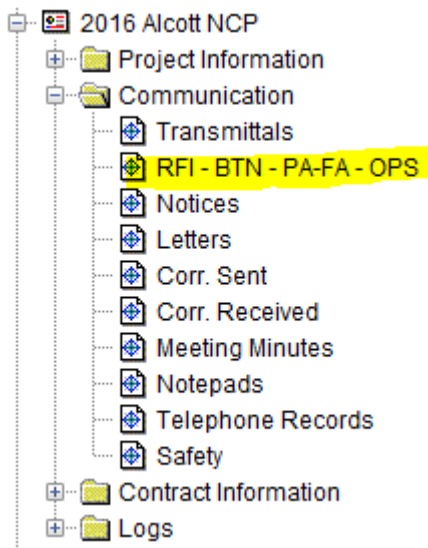 2016 Alcott NCP
Project Information
Communication
Transmittals
RFI - BTN - PA-FA - OPS
Notices
Letters
Corr. Sent
Corr. Received
Meeting Minutes
Notepads
Telephone Records
Safety
Contract Information
Logs